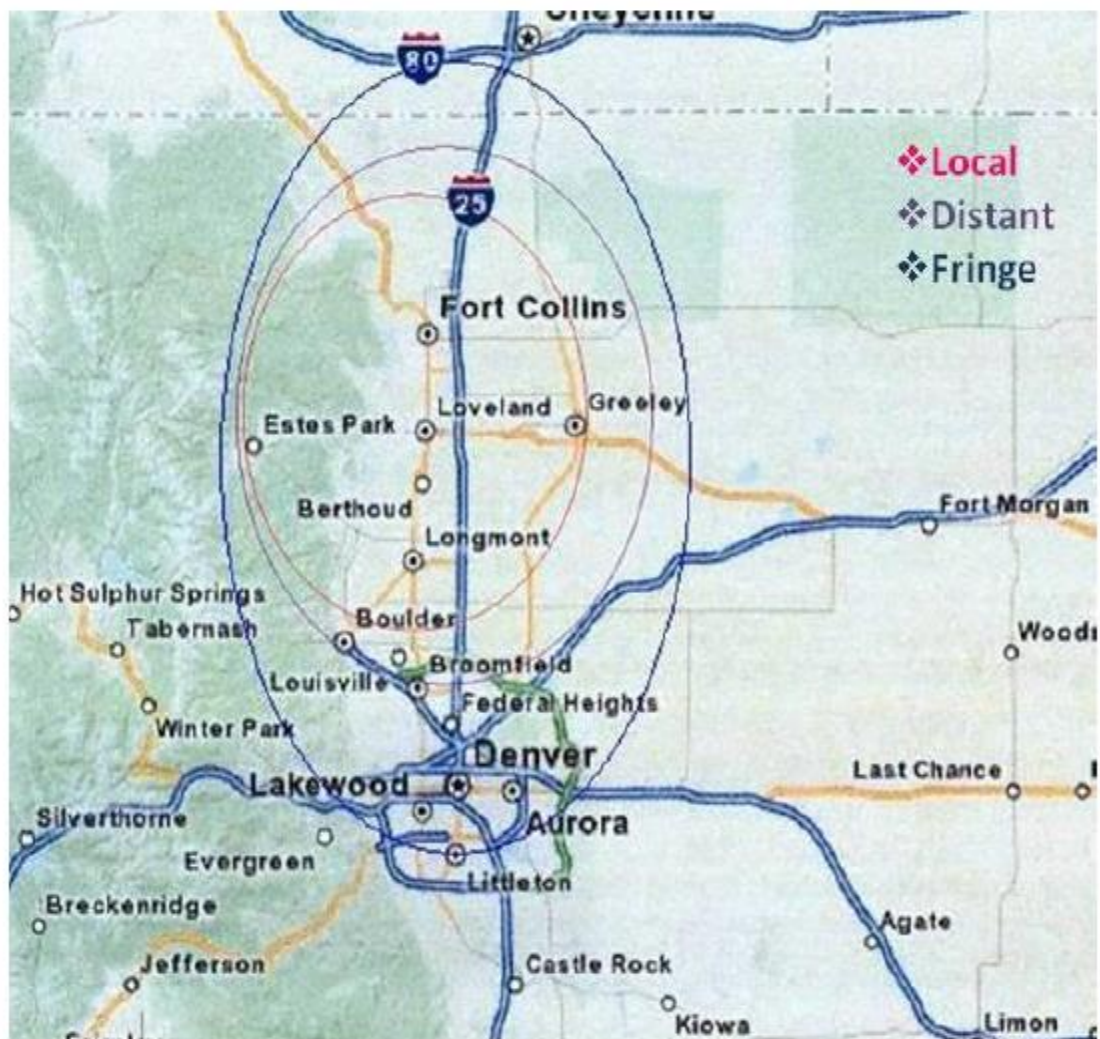 Cheyenne
80
Local
25
Distant
Fringe
Fort Collins
Loveland
Greeley
Estes Park
Berthoud
Fort Morgan
Longmont
Hot Sulphur Springs
Boulder
Tabernash
Broomfield
Louisville
Federal Heights
Winter Park
Denver
Last Chance
Lakewood
Silverthorne
Aurora
Evergreen
Littleton
Breckenridge
Agate
Jefferson
Castle Rock
Kiowa
Limon